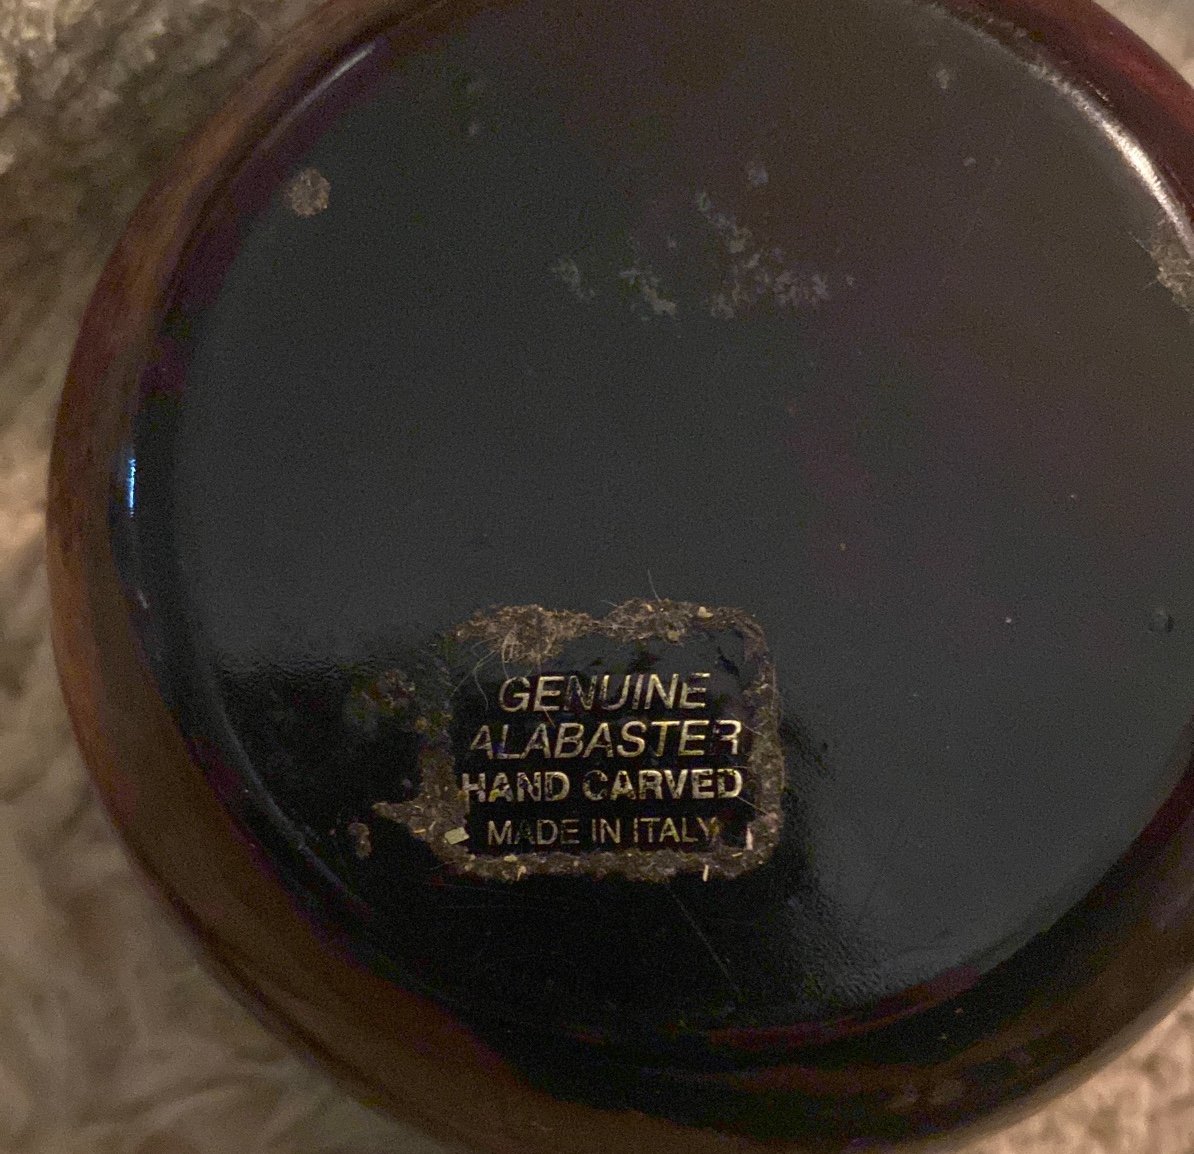 GENUINE
ALABASTER
HAND CARVED
MADE IN ITALY